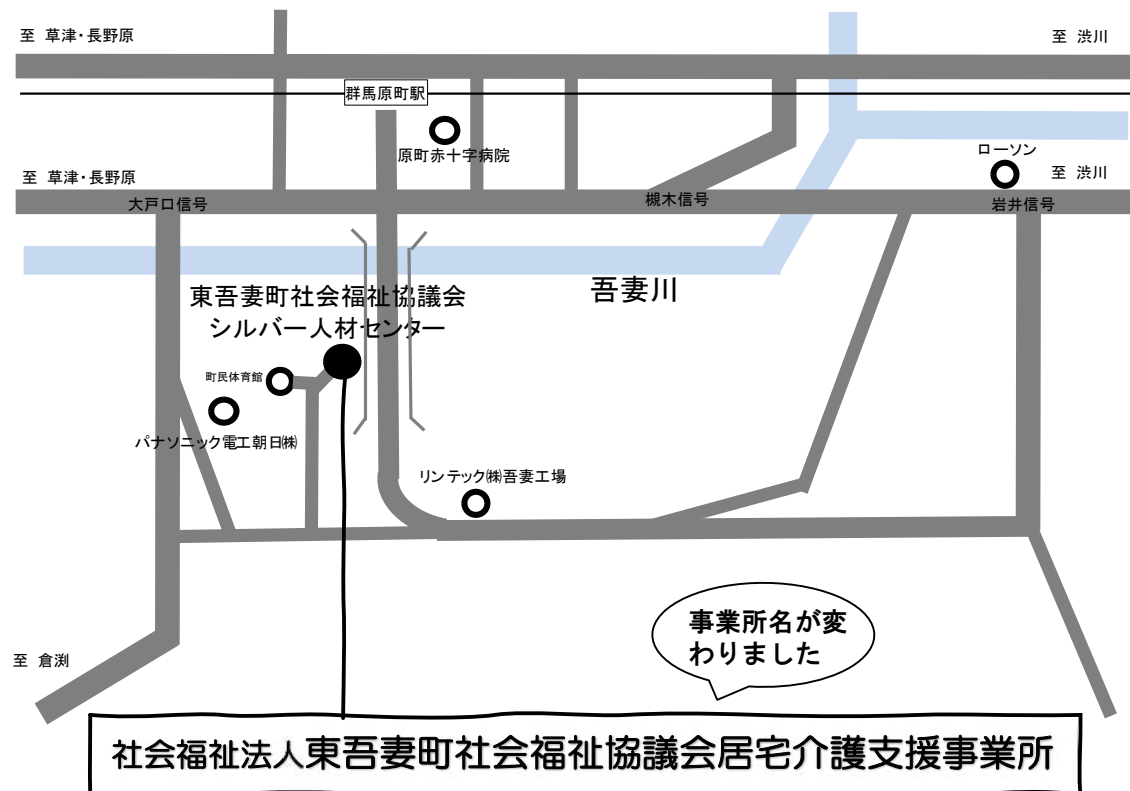 至 草津・長野原
至 渋川
群馬原町駅
原町赤十字病院
ローソン
至 草津・長野原
至 渋川
大戸口信号
槻木信号
岩井信号
東吾妻町社会福祉協議会
シルバー人材センター
吾妻川
町民体育館
パナソニック電工朝日㈱
リンテック㈱吾妻工場
事業所名が変
わりました
至 倉渕
社会福祉法人東吾妻町社会福祉協議会居宅介護支援事業所